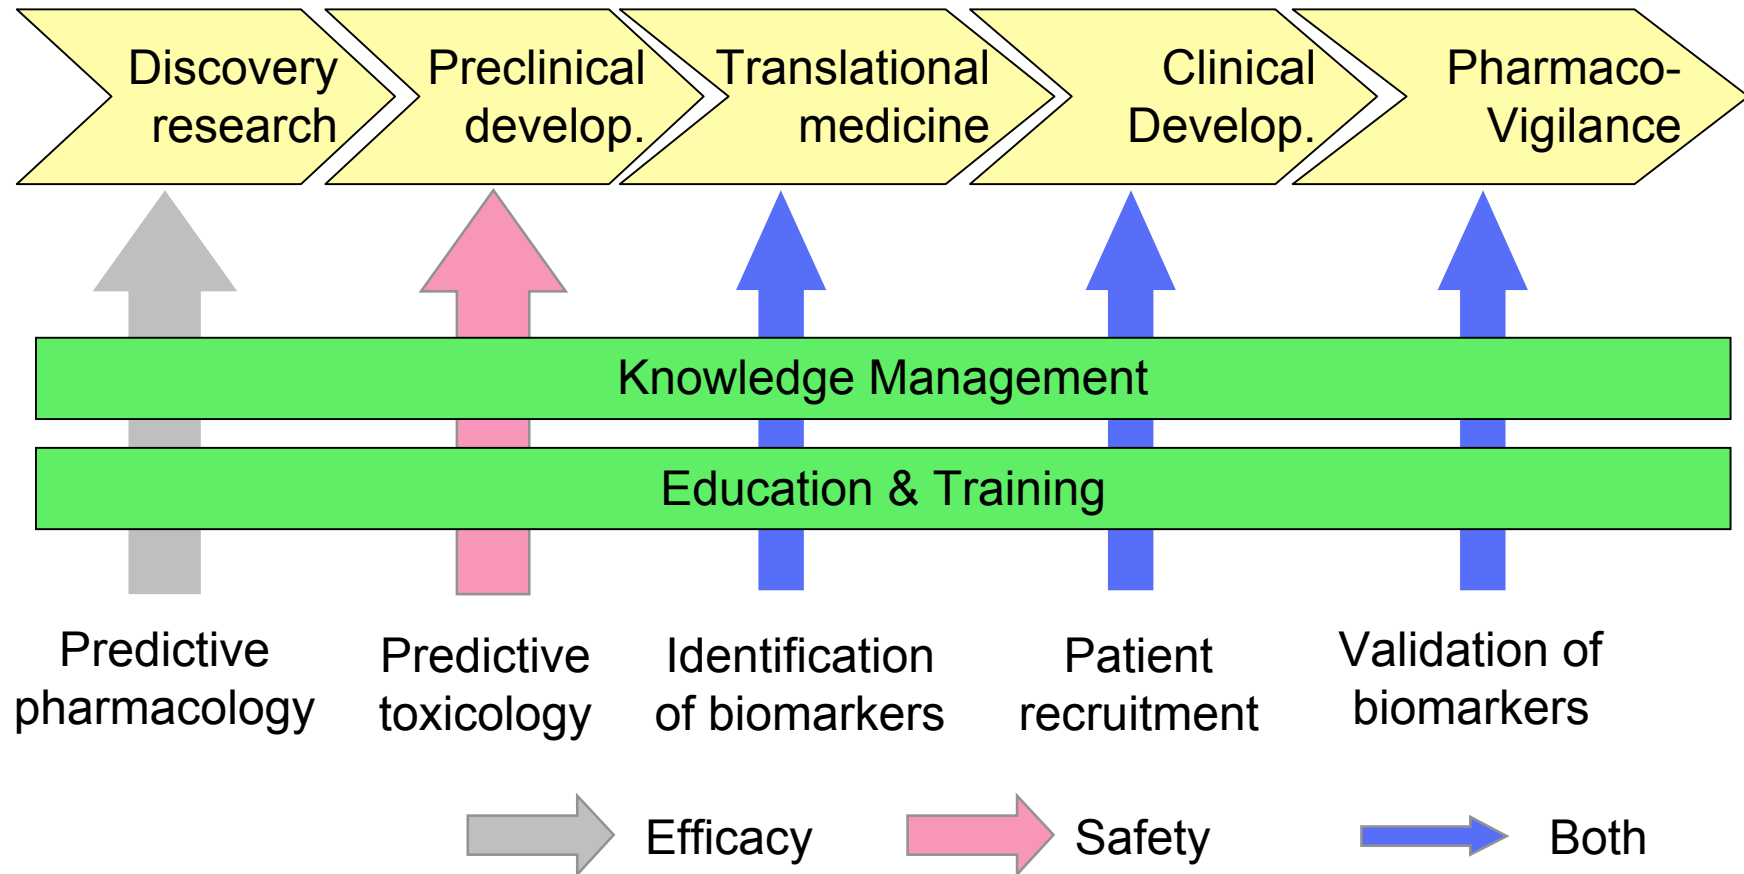 Discovery
research
Preclinical
develop.
Translational
medicine
Clinical
Develop.
Pharmaco-
Vigilance
Knowledge Management
Education & Training
Predictive
pharmacology
Predictive
toxicology
Identification
of biomarkers
Patient
recruitment
Validation of
biomarkers
Efficacy
Safety
Both